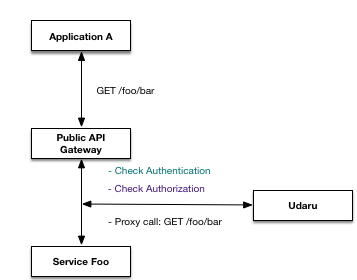 Application A
GET /foo/bar
Public API
Gateway
- Check Authentication
- Check Authorization
Udaru
- Proxy call: GET /foo/bar
Service Foo